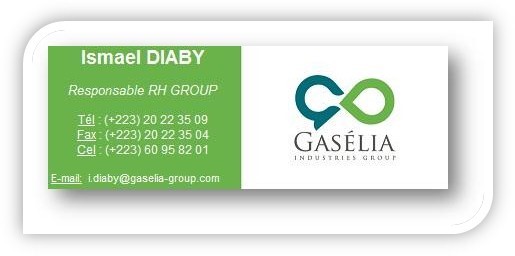 Ismael DIABY
Responsable RH GROUP
Tél : (+223) 20 22 35 09
Fax : (+223) 20 22 35 04
Cel : (+223) 60 95 82 01
E-mail: i.diaby@gaselia-group.com
GASÉLIA
INDUSTRIES GROUP